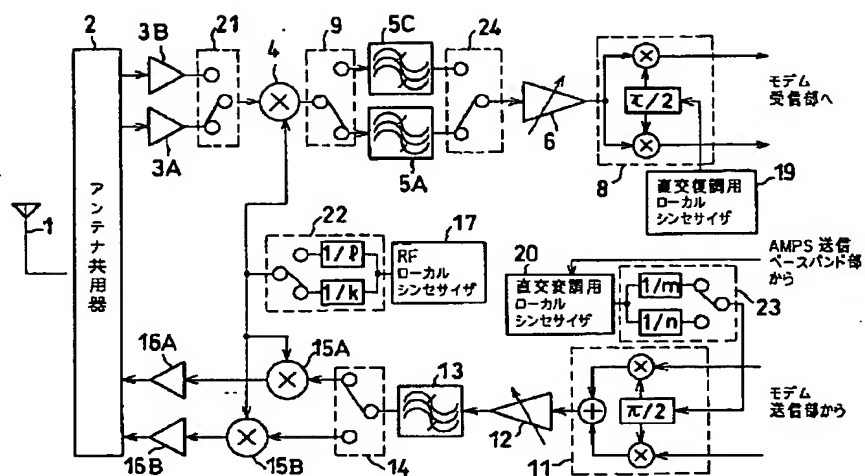 2
3B
21
4
9
5C
24
3A
5A
6
π/2
8
モデム
受信部へ
直交復調用
ローカル
シンセサイザ
19
1
アンテナ共用器
22
1/ℓ
1/k
17
RF
ローカル
シンセサイザ
20
直交変調用
ローカル
シンセサイザ
AMPS 送信
ベースバンド部
から
1/m
1/n
23
16A
15A
13
12
π/2
11
モデム
送信部から
16B
15B
14